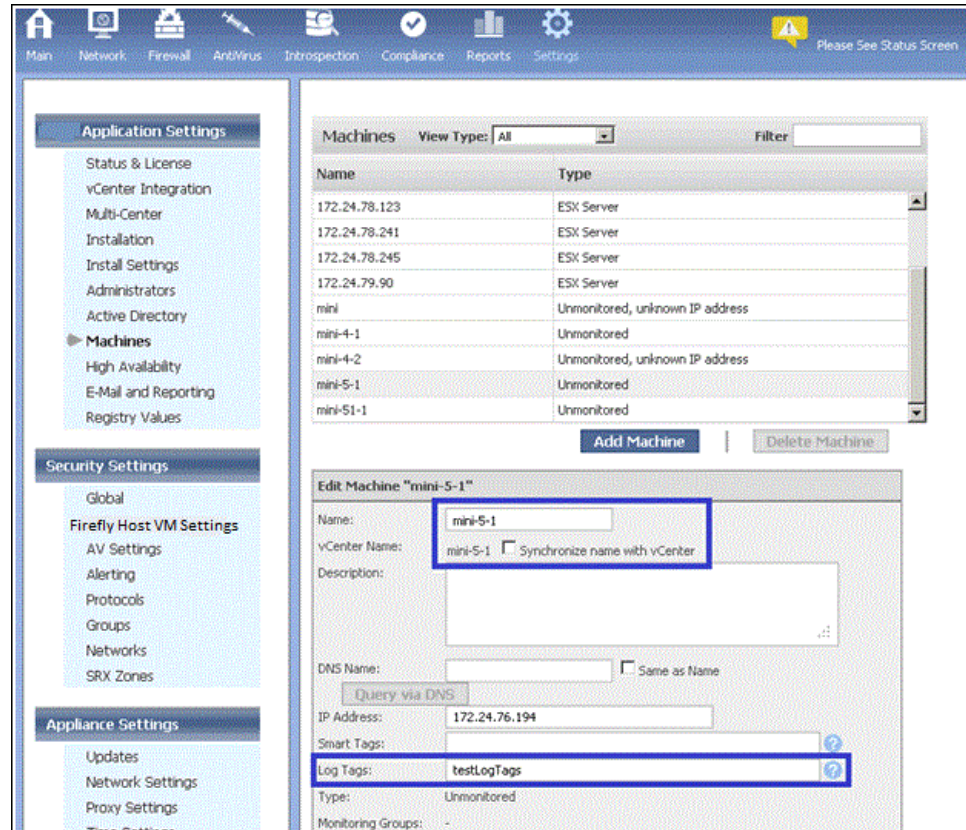 Main Network Firewall AntiVirus Introspection Compliance Reports Settings Please See Status Screen
Application Settings
Status & License
vCenter Integration
Multi-Center
Installation
Install Settings
Administrators
Active Directory
Machines
High Availability
E-Mail and Reporting
Registry Values
Security Settings
Global
Firefly Host VM Settings
AV Settings
Alerting
Protocols
Groups
Networks
SRX Zones
Appliance Settings
Updates
Network Settings
Proxy Settings
Time Settings
Machines View Type: All Filter
Name Type
172.24.78.123 ESX Server
172.24.78.241 ESX Server
172.24.78.245 ESX Server
172.24.79.90 ESX Server
mini Unmonitored, unknown IP address
mini-4-1 Unmonitored
mini-4-2 Unmonitored, unknown IP address
mini-5-1 Unmonitored
mini-51-1 Unmonitored
Add Machine | Delete Machine
Edit Machine "mini-5-1"
Name: mini-5-1
vCenter Name: mini-5-1 Synchronize name with vCenter
Description:
DNS Name: Same as Name
Query via DNS
IP Address: 172.24.76.194
Smart Tags: ?
Log Tags: testLogTags ?
Type: Unmonitored
Monitoring Groups: -